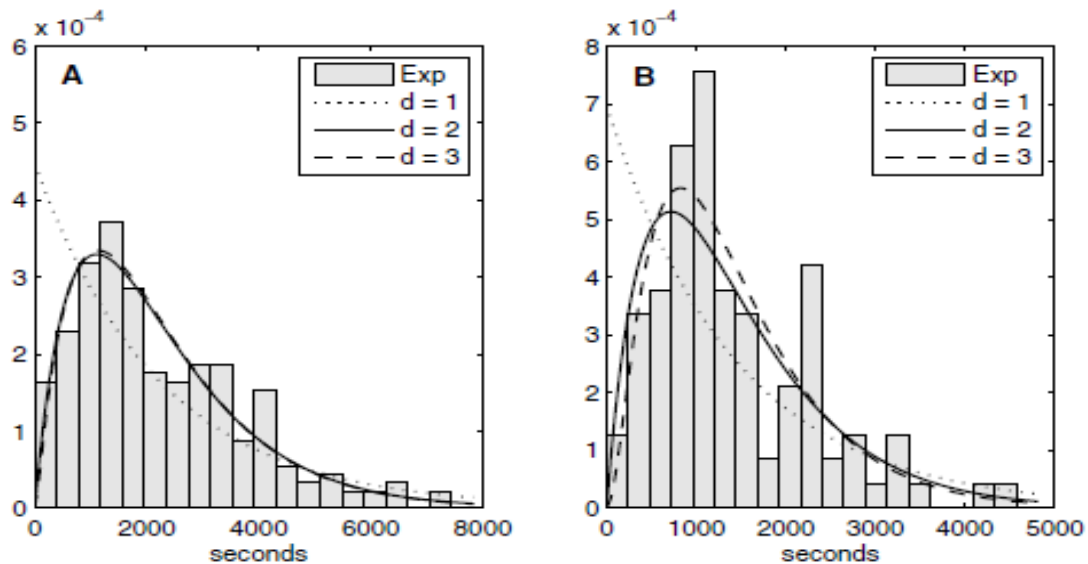 x 10⁻⁴
6
5
4
3
2
1
0
0 2000 4000 6000 8000
seconds
A
Exp
d = 1
d = 2
d = 3
x 10⁻⁴
8
7
6
5
4
3
2
1
0
0 1000 2000 3000 4000 5000
seconds
B
Exp
d = 1
d = 2
d = 3